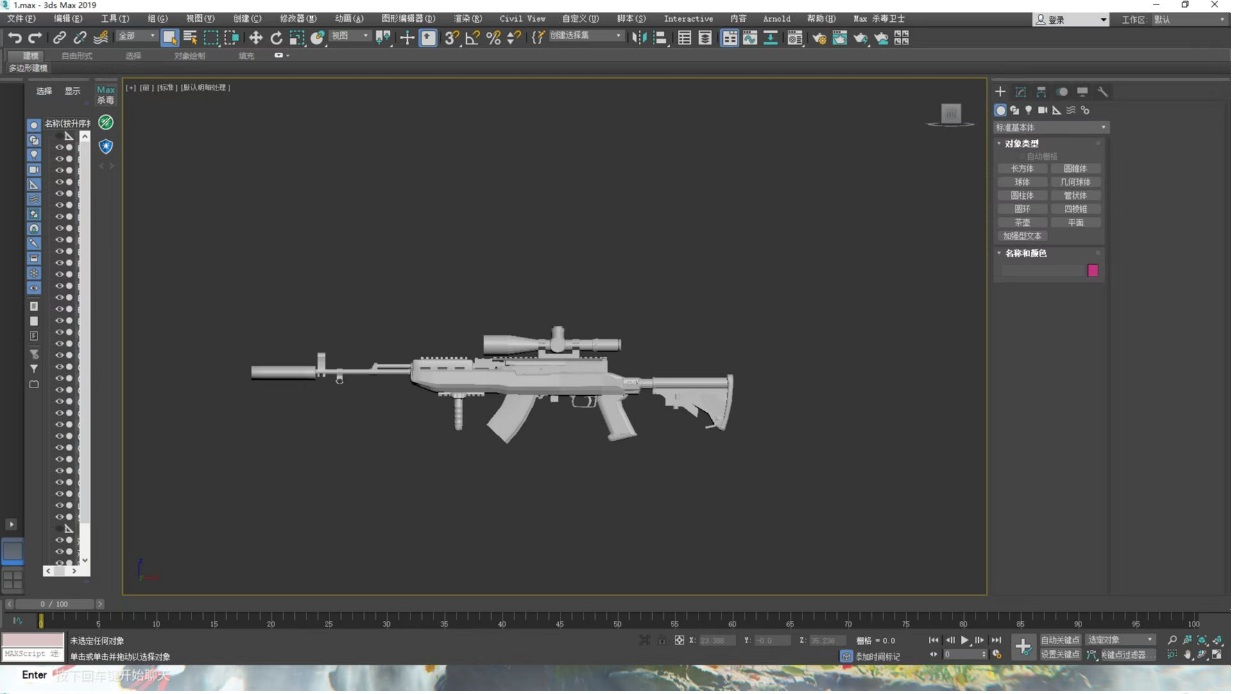 1.max - 3ds Max 2019
文件(F) 编辑(E) 工具(T) 组(G) 视图(V) 创建(C) 修改器(M) 动画(A) 图形编辑器(D) 渲染(R) Civil View 自定义(U) 脚本(S) Interactive 内容 Arnold 帮助(H) Max 杀毒卫士 登录 工作区: 默认
全部 视图 创建选择集
建模 自由形式 选择 对象绘制 填充
多边形建模
选择 显示 Max 杀毒
[+] [前] [标准] [默认明暗处理]
名称(按升序排
标准基本体
对象类型
自动栅格
长方体 圆锥体
球体 几何球体
圆柱体 管状体
圆环 四棱锥
茶壶 平面
加强型文本
名称和颜色
0 / 100
0 5 10 15 20 25 30 35 40 45 50 55 60 65 70 75 80 85 90 95 100
未选定任何对象 X: Y: Z: 栅格 = 0.0 自动关键点 选定对象
MAXScript 迷 单击或单击并拖动以选择对象 添加时间标记 0 设置关键点 关键点过滤器...
Enter 按下回车键开始聊天